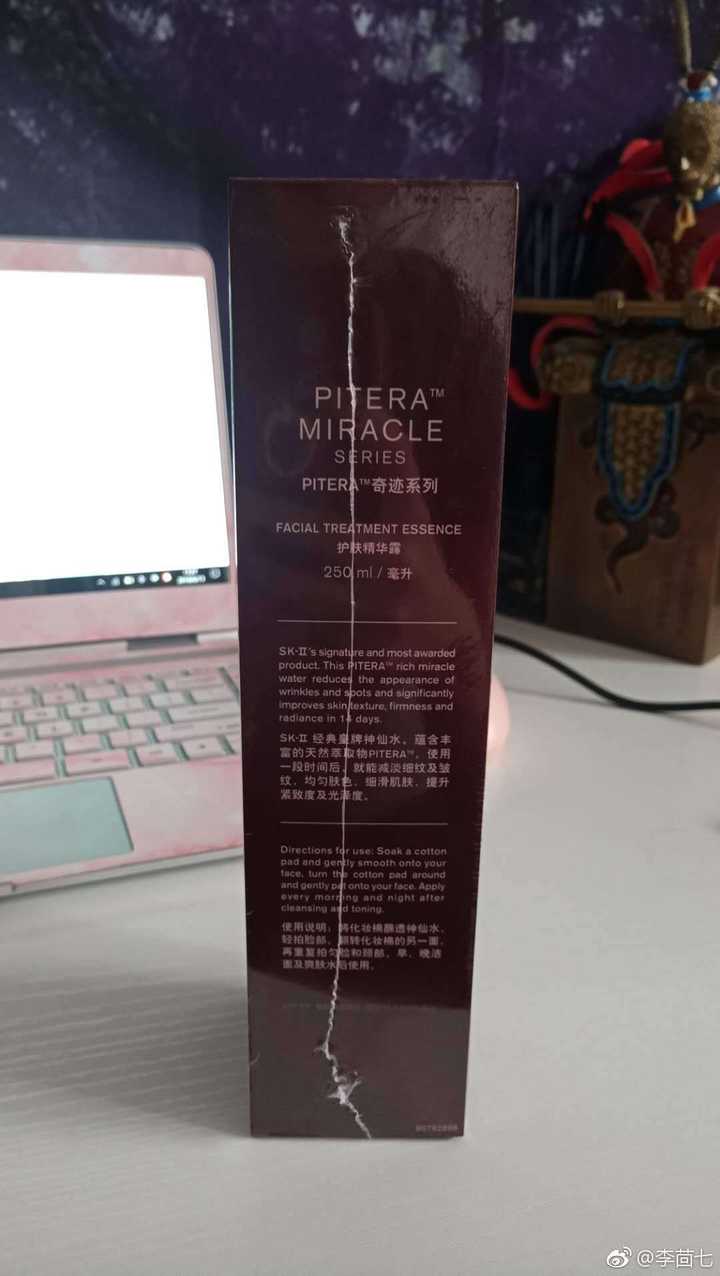 PITERA™
MIRACLE
SERIES
PITERA™奇迹系列
FACIAL TREATMENT ESSENCE
护肤精华露
250 ml / 毫升
SK-II's signature and most awarded
product. This PITERA™ rich miracle
water reduces the appearance of
wrinkles and spots and significantly
improves skin texture, firmness and
radiance in 14 days.
SK-II 经典皇牌神仙水。蕴含丰
富的天然萃取物PITERA™。使用
一段时间后，就能减淡细纹及皱
纹，均匀肤色，细滑肌肤，提升
紧致度及光泽度。
Directions for use: Soak a cotton
pad and gently smooth onto your
face, turn the cotton pad around
and gently pat onto your face. Apply
every morning and night after
cleansing and toning.
使用说明：将化妆棉蘸透神仙水，
轻拍脸部，翻转化妆棉的另一面，
再重复拍匀脸和颈部，早、晚洁
面及爽肤水后使用。
@李茴七